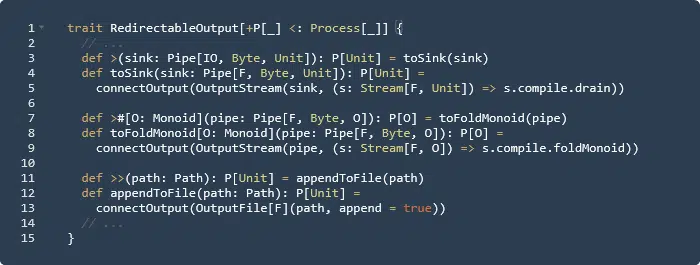 1 trait RedirectableOutput[+P[_] <: Process[_]] {
2 // ...
3 def >(sink: Pipe[IO, Byte, Unit]): P[Unit] = toSink(sink)
4 def toSink(sink: Pipe[F, Byte, Unit]): P[Unit] =
5 connectOutput(OutputStream(sink, (s: Stream[F, Unit]) => s.compile.drain))
6
7 def >#[O: Monoid](pipe: Pipe[F, Byte, O]): P[O] = toFoldMonoid(pipe)
8 def toFoldMonoid[O: Monoid](pipe: Pipe[F, Byte, O]): P[O] =
9 connectOutput(OutputStream(pipe, (s: Stream[F, O]) => s.compile.foldMonoid))
10
11 def >>(path: Path): P[Unit] = appendToFile(path)
12 def appendToFile(path: Path): P[Unit] =
13 connectOutput(OutputFile[F](path, append = true))
14 // ...
15 }